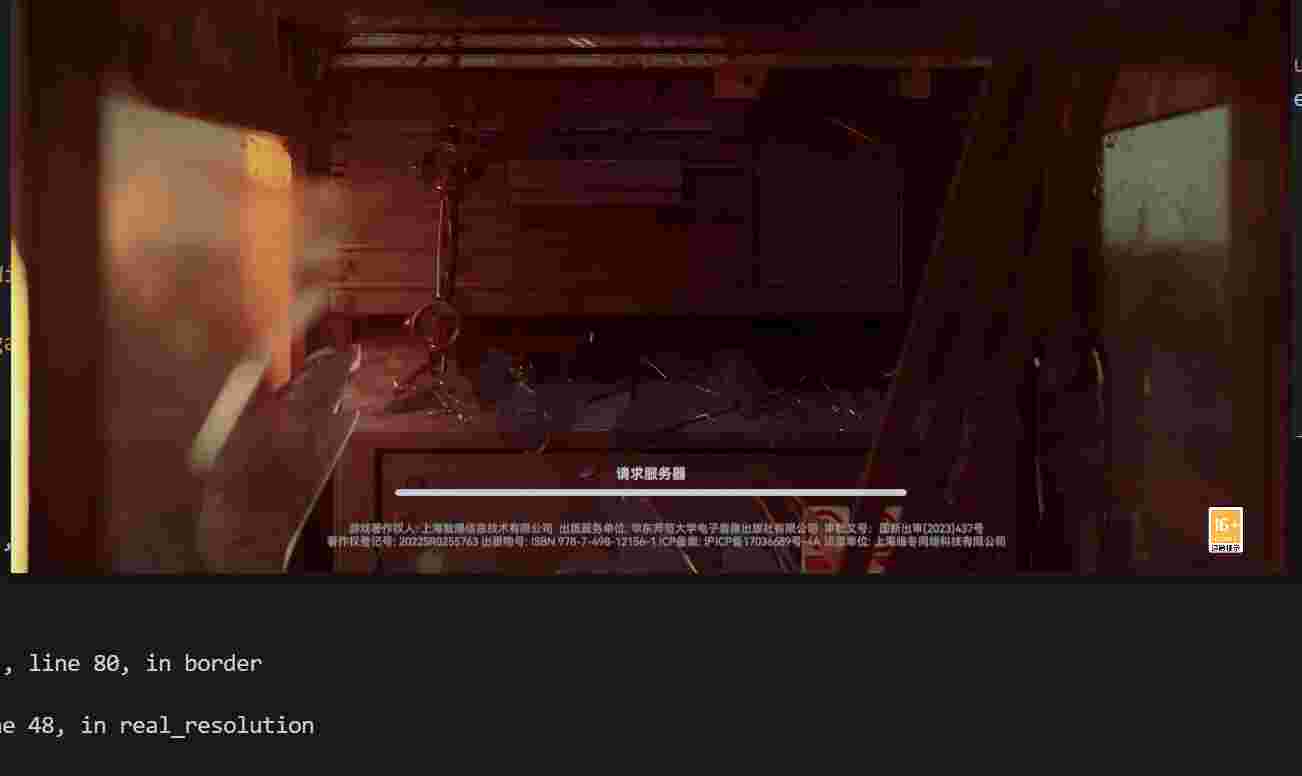 请求服务器
游戏著作权人: 上海散爆信息技术有限公司 出版服务单位: 华东师范大学电子音像出版社有限公司 审批文号: 国新出审[2023]437号
著作权登记号: 2022SR0255763 出版物号: ISBN 978-7-498-12156-1 ICP备案: 沪ICP备17036689号-4A 运营单位: 上海暗冬网络科技有限公司
16+
适龄提示
, line 80, in border
ne 48, in real_resolution